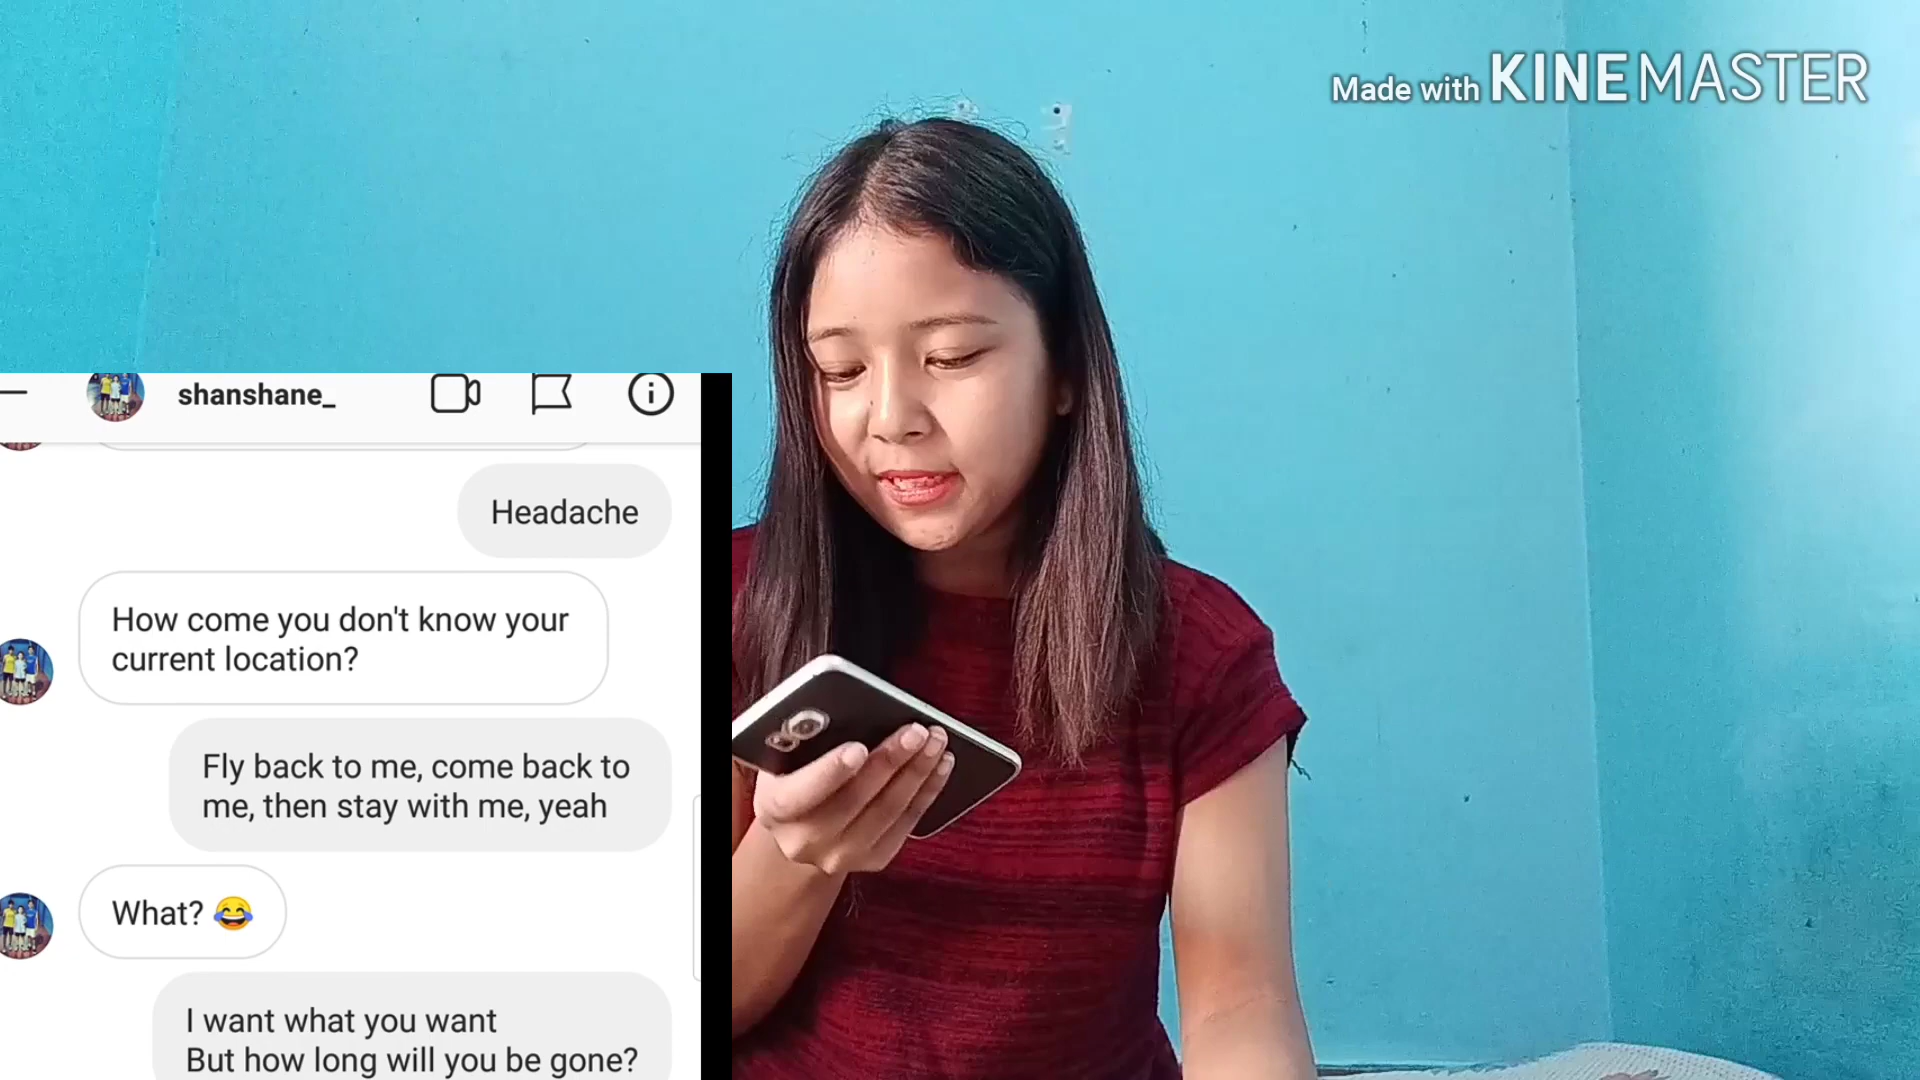 Made with KINEMASTER
shanshane_
Headache
How come you don't know your
current location?
Fly back to me, come back to
me, then stay with me, yeah
What? 😂
I want what you want
But how long will you be gone?